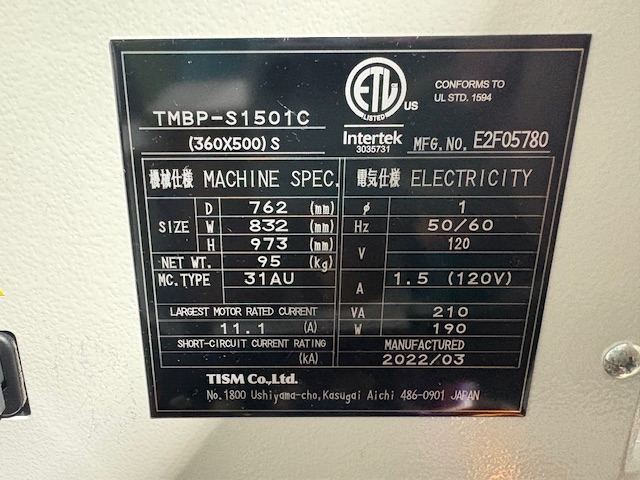 TMBP-S1501C
(360X500) S
ETL US
LISTED
Intertek
3035731
CONFORMS TO
UL STD. 1594
MFG. NO. E2F05780
機械仕様 MACHINE SPEC.
SIZE D 762 (mm)
W 832 (mm)
H 973 (mm)
NET WT. 95 (kg)
MC. TYPE 31AU
LARGEST MOTOR RATED CURRENT
11.1 (A)
SHORT-CIRCUIT CURRENT RATING
(kA)
電気仕様 ELECTRICITY
φ 1
Hz 50/60
V 120
A 1.5 (120V)
VA 210
W 190
MANUFACTURED
2022/03
TISM Co.,Ltd.
No. 1800 Ushiyama-cho, Kasugai Aichi 486-0901 JAPAN